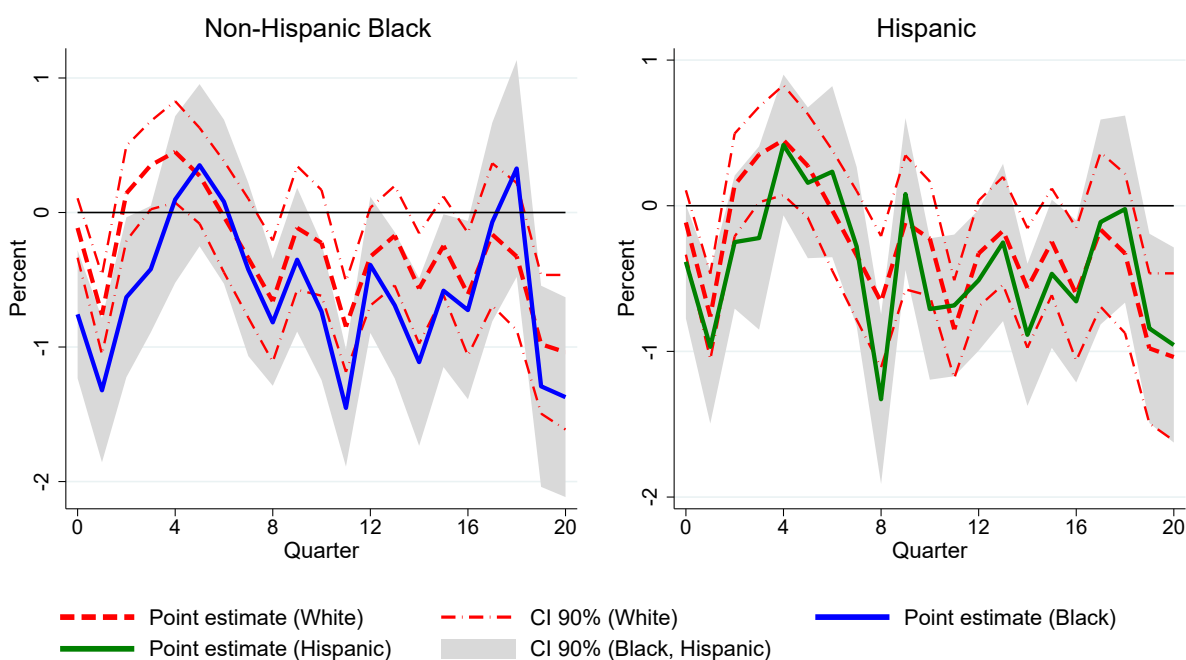 Non-Hispanic Black
Hispanic
Percent
1
0
-1
-2
0 4 8 12 16 20
Quarter
Percent
1
0
-1
-2
0 4 8 12 16 20
Quarter
Point estimate (White) CI 90% (White) Point estimate (Black)
Point estimate (Hispanic) CI 90% (Black, Hispanic)